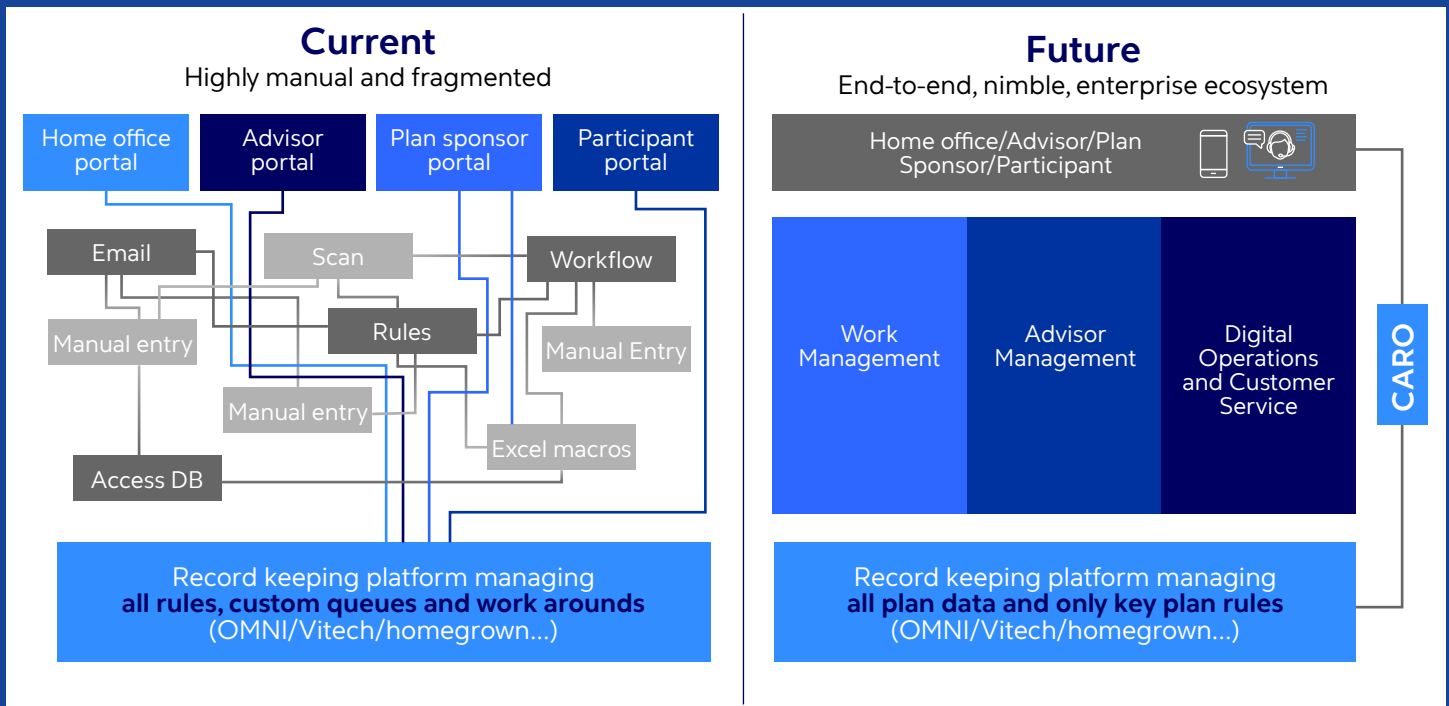 Current
Highly manual and fragmented
Home office
portal
Advisor
portal
Plan sponsor
portal
Participant
portal
Email
Scan
Workflow
Manual entry
Rules
Manual Entry
Manual entry
Excel macros
Access DB
Record keeping platform managing
all rules, custom queues and work arounds
(OMNI/Vitech/homegrown...)
Future
End-to-end, nimble, enterprise ecosystem
Home office/Advisor/Plan
Sponsor/Participant
Work
Management
Advisor
Management
Digital
Operations
and Customer
Service
CARO
Record keeping platform managing
all plan data and only key plan rules
(OMNI/Vitech/homegrown...)